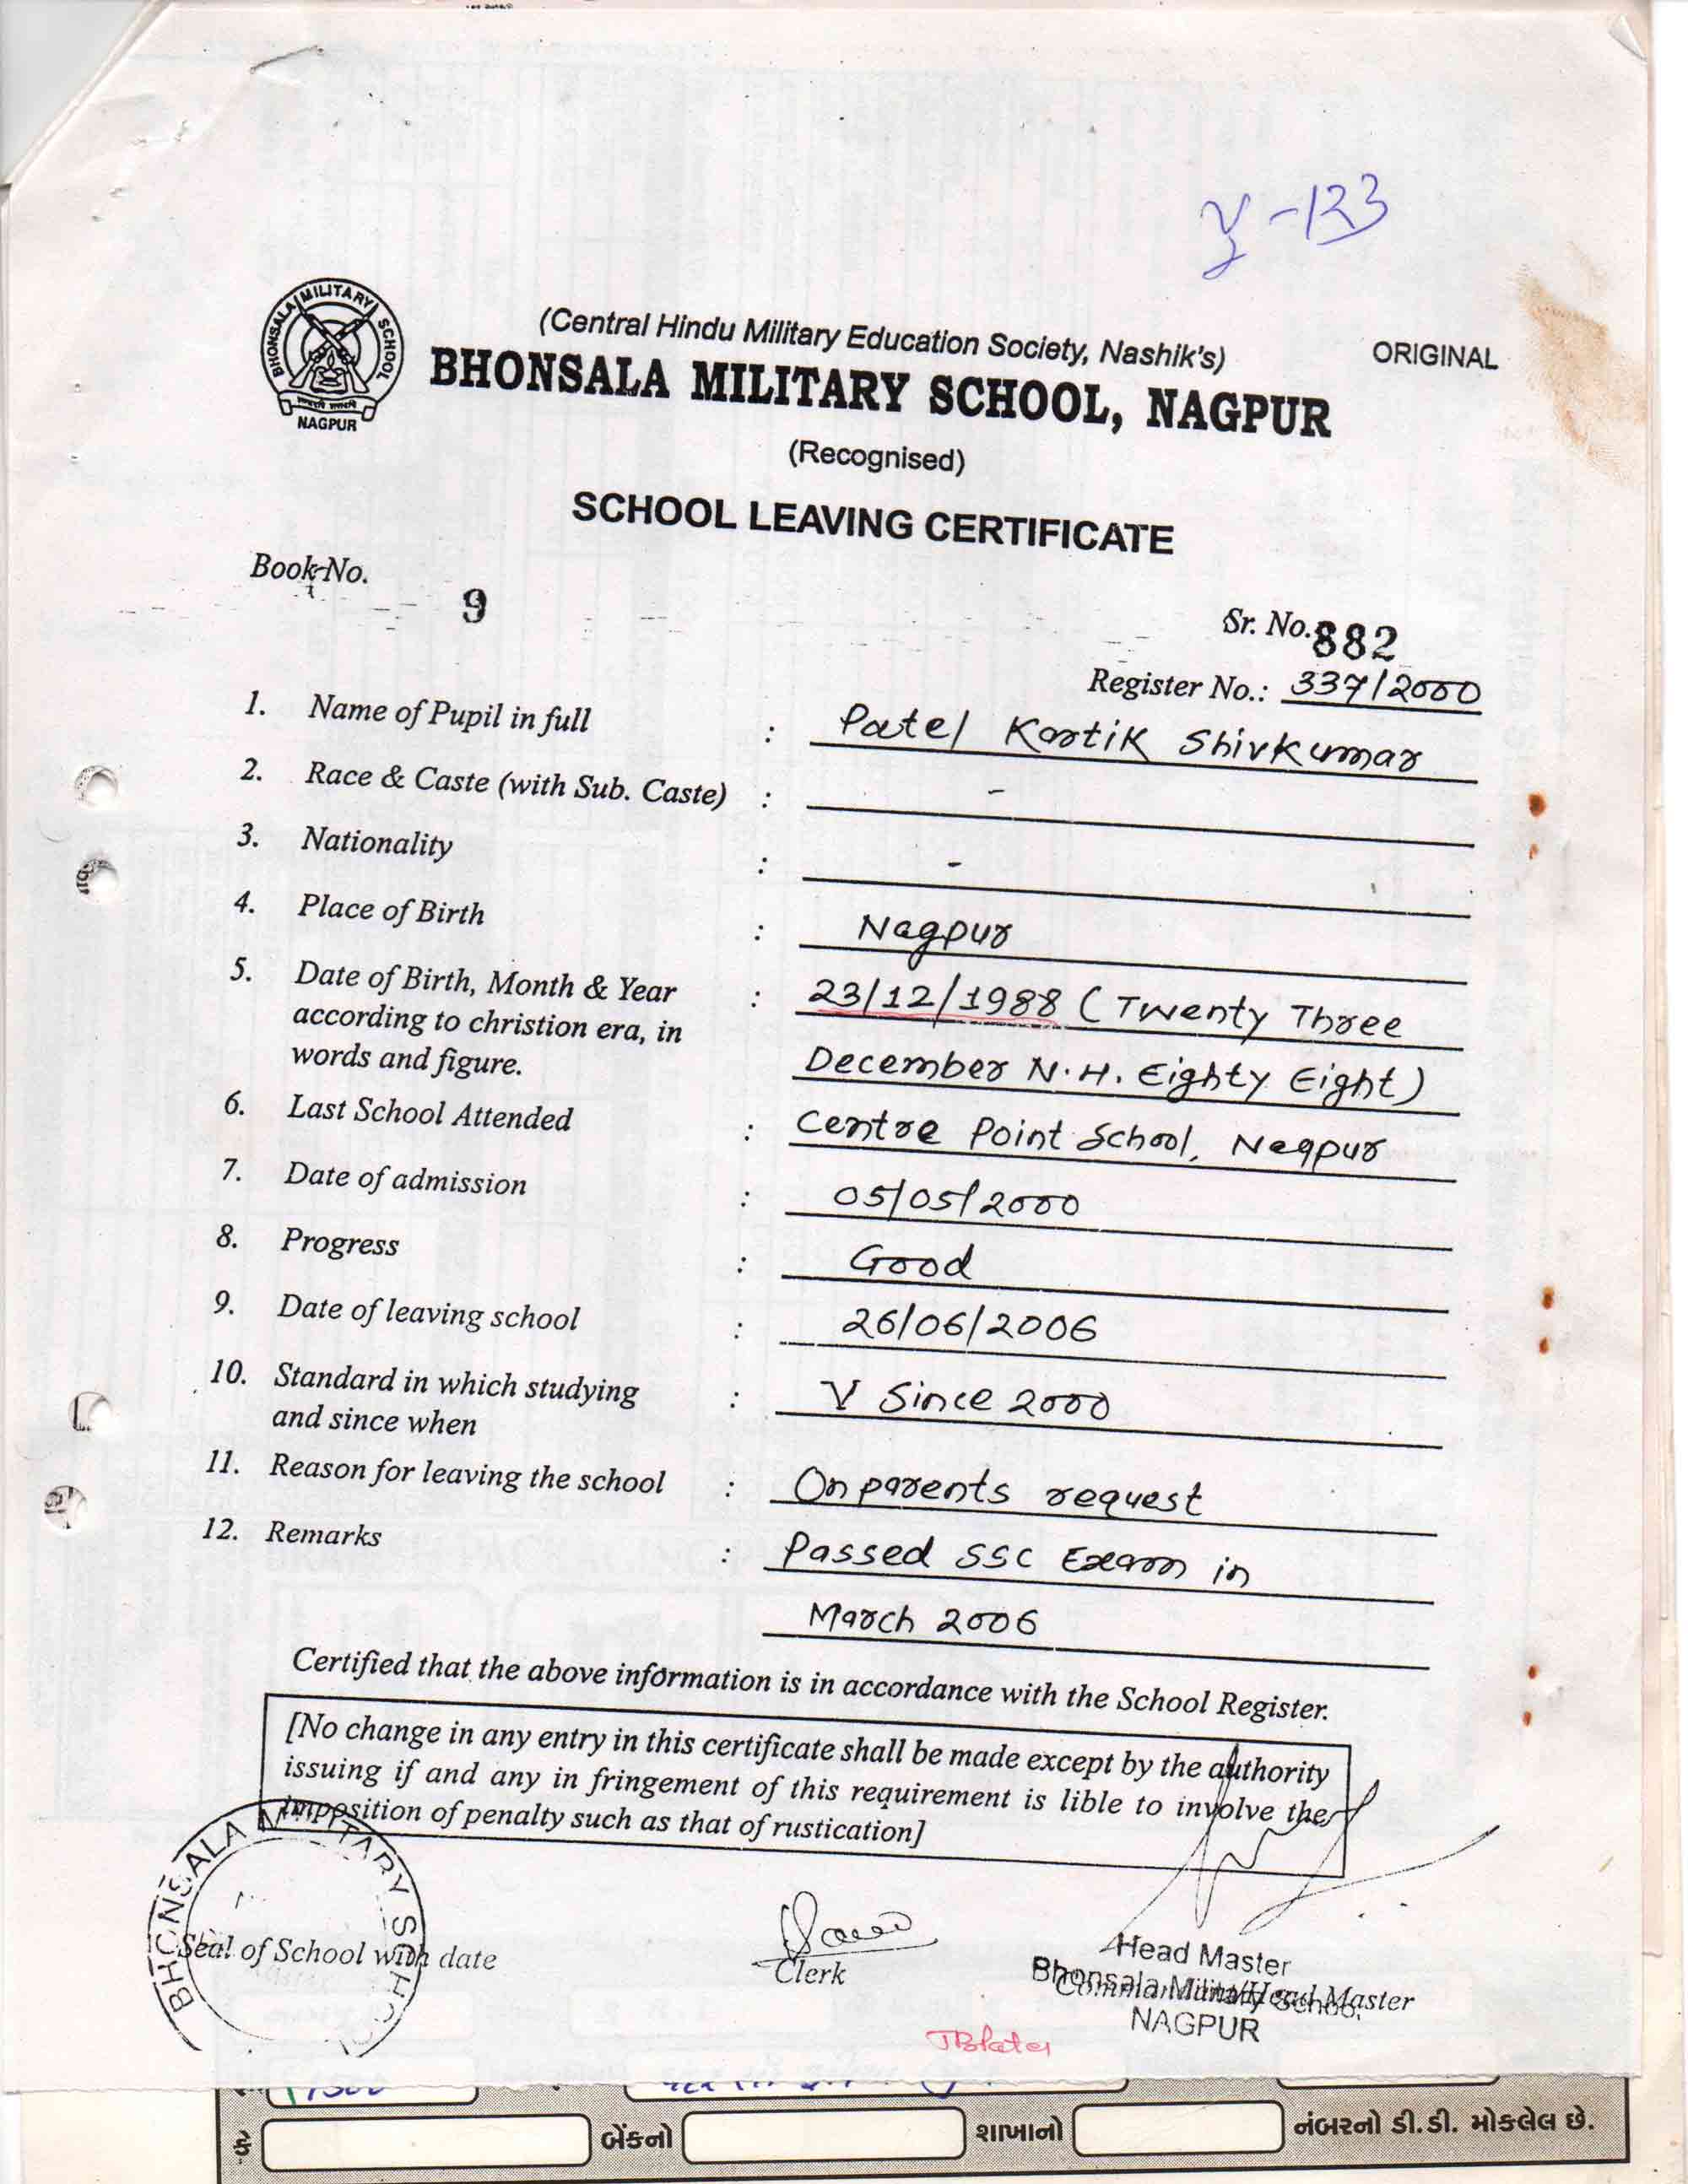 y-133
BHONSALA MILITARY SCHOOL
NAGPUR
(Central Hindu Military Education Society, Nashik's)
ORIGINAL
BHONSALA MILITARY SCHOOL, NAGPUR
(Recognised)
SCHOOL LEAVING CERTIFICATE
Book No. 9
Sr. No. 882
Register No.: 337/2000
1. Name of Pupil in full : Patel Kartik Shivkumar
2. Race & Caste (with Sub. Caste) : -
3. Nationality : -
4. Place of Birth : Nagpur
5. Date of Birth, Month & Year : 23/12/1988 (Twenty Three
according to christion era, in
words and figure. December N.H. Eighty Eight)
6. Last School Attended : Centre Point School, Nagpur
7. Date of admission : 05/05/2000
8. Progress : Good
9. Date of leaving school : 26/06/2006
10. Standard in which studying : V Since 2000
and since when
11. Reason for leaving the school : On parents request
12. Remarks : Passed SSC Exam in
March 2006
Certified that the above information is in accordance with the School Register.
[No change in any entry in this certificate shall be made except by the authority
issuing if and any in fringement of this requirement is lible to involve the
imposition of penalty such as that of rustication]
BHONSALA MILITARY SCHOOL
Seal of School with date
Clerk
Head Master
Bhonsala Military School,
Commandant/Head Master
NAGPUR
કે બેંકનો શાખાનો નંબરનો ડી.ડી. મોકલેલ છે.